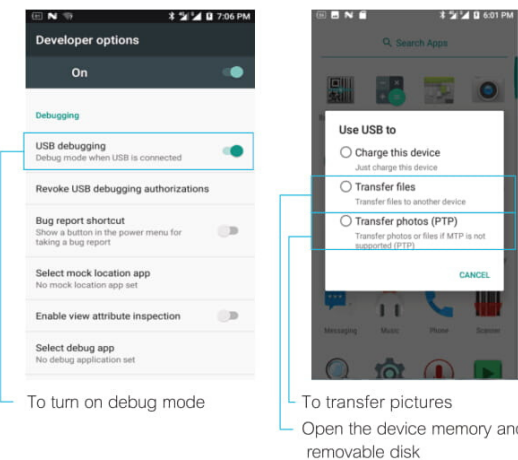 7:06 PM
Developer options
On
Debugging
USB debugging
Debug mode when USB is connected
Revoke USB debugging authorizations
Bug report shortcut
Show a button in the power menu for
taking a bug report
Select mock location app
No mock location app set
Enable view attribute inspection
Select debug app
No debug application set
To turn on debug mode
6:01 PM
Search Apps
Use USB to
Charge this device
Just charge this device
Transfer files
Transfer files to another device
Transfer photos (PTP)
Transfer photos or files if MTP is not
supported (PTP)
CANCEL
Messaging Music Phone Scanner
To transfer pictures
Open the device memory and
removable disk